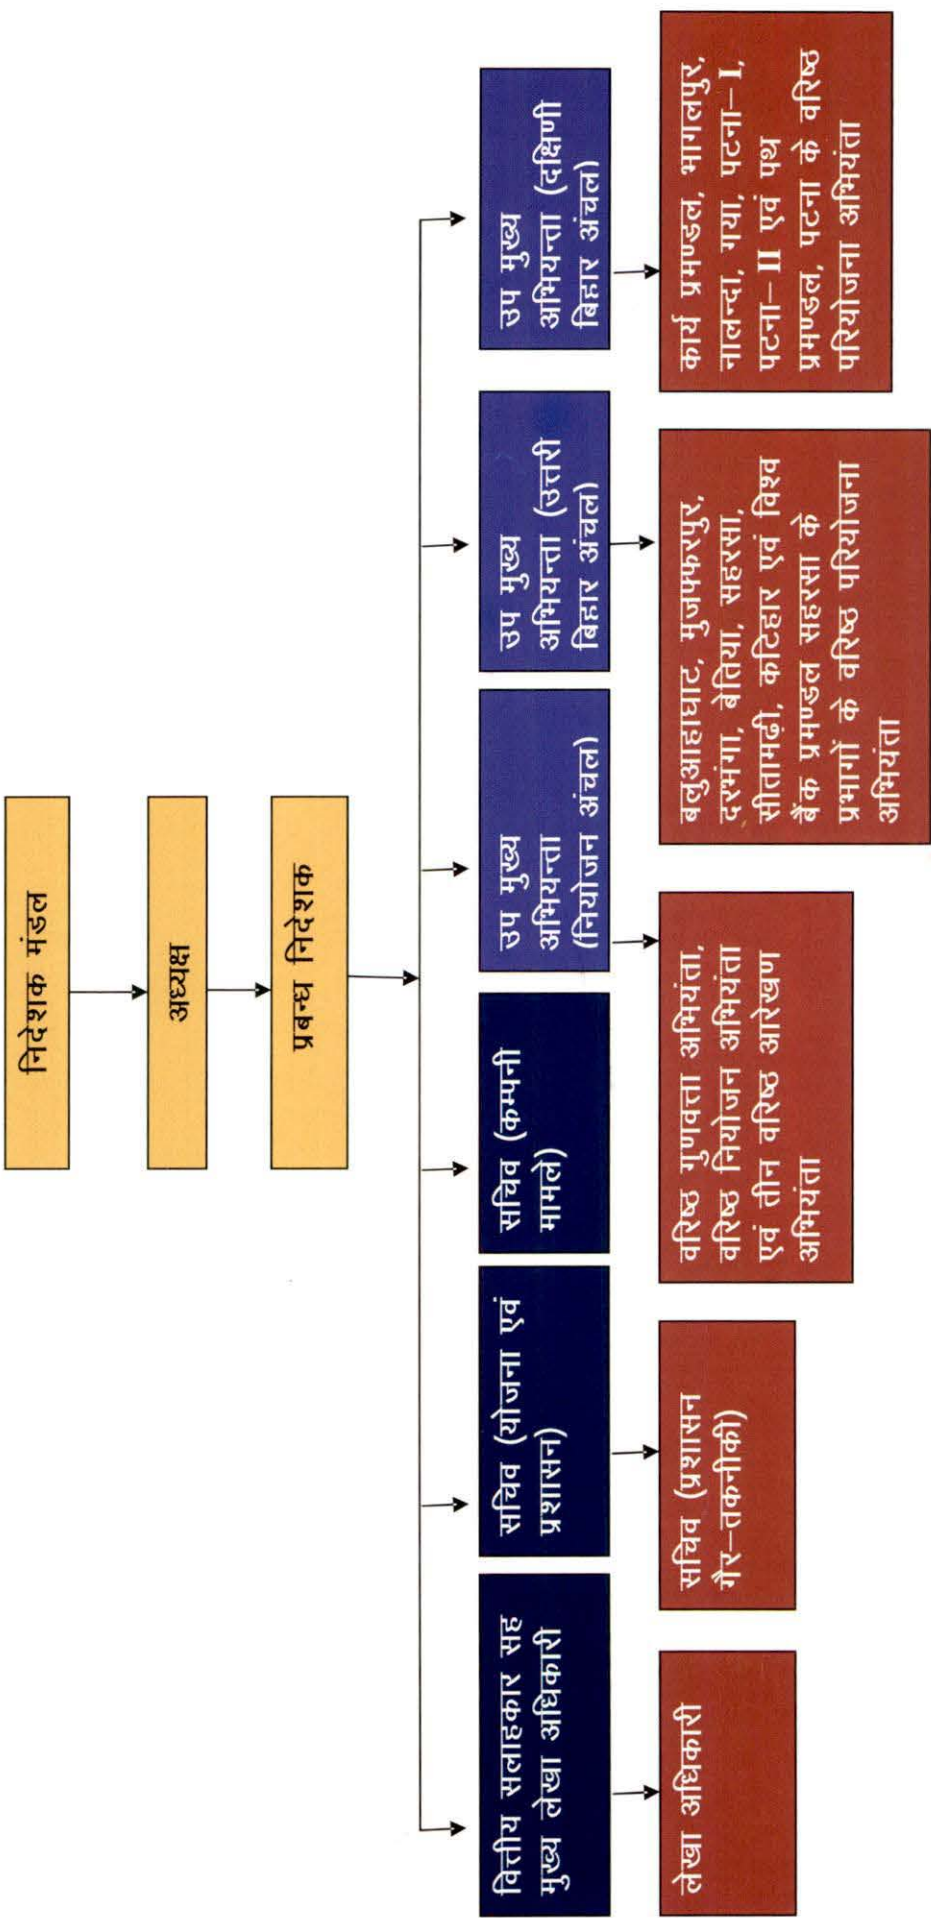 निदेशक मंडल
अध्यक्ष
प्रबन्ध निदेशक
वित्तीय सलाहकार सह
मुख्य लेखा अधिकारी
सचिव (योजना एवं
प्रशासन)
सचिव (कम्पनी
मामले)
उप मुख्य
अभियन्ता
(नियोजन अंचल)
उप मुख्य
अभियन्ता (उत्तरी
बिहार अंचल)
उप मुख्य
अभियन्ता (दक्षिणी
बिहार अंचल)
लेखा अधिकारी
सचिव (प्रशासन
गैर–तकनीकी)
वरिष्ठ गुणवत्ता अभियंता,
वरिष्ठ नियोजन अभियंता
एवं तीन वरिष्ठ आरेखण
अभियंता
बलुआहाघाट, मुजफ्फरपुर,
दरभंगा, बेतिया, सहरसा,
सीतामढ़ी, कटिहार एवं विश्व
बैंक प्रमण्डल सहरसा के
प्रभागों के वरिष्ठ परियोजना
अभियंता
कार्य प्रमण्डल, भागलपुर,
नालन्दा, गया, पटना–I,
पटना–II एवं पथ
प्रमण्डल, पटना के वरिष्ठ
परियोजना अभियंता